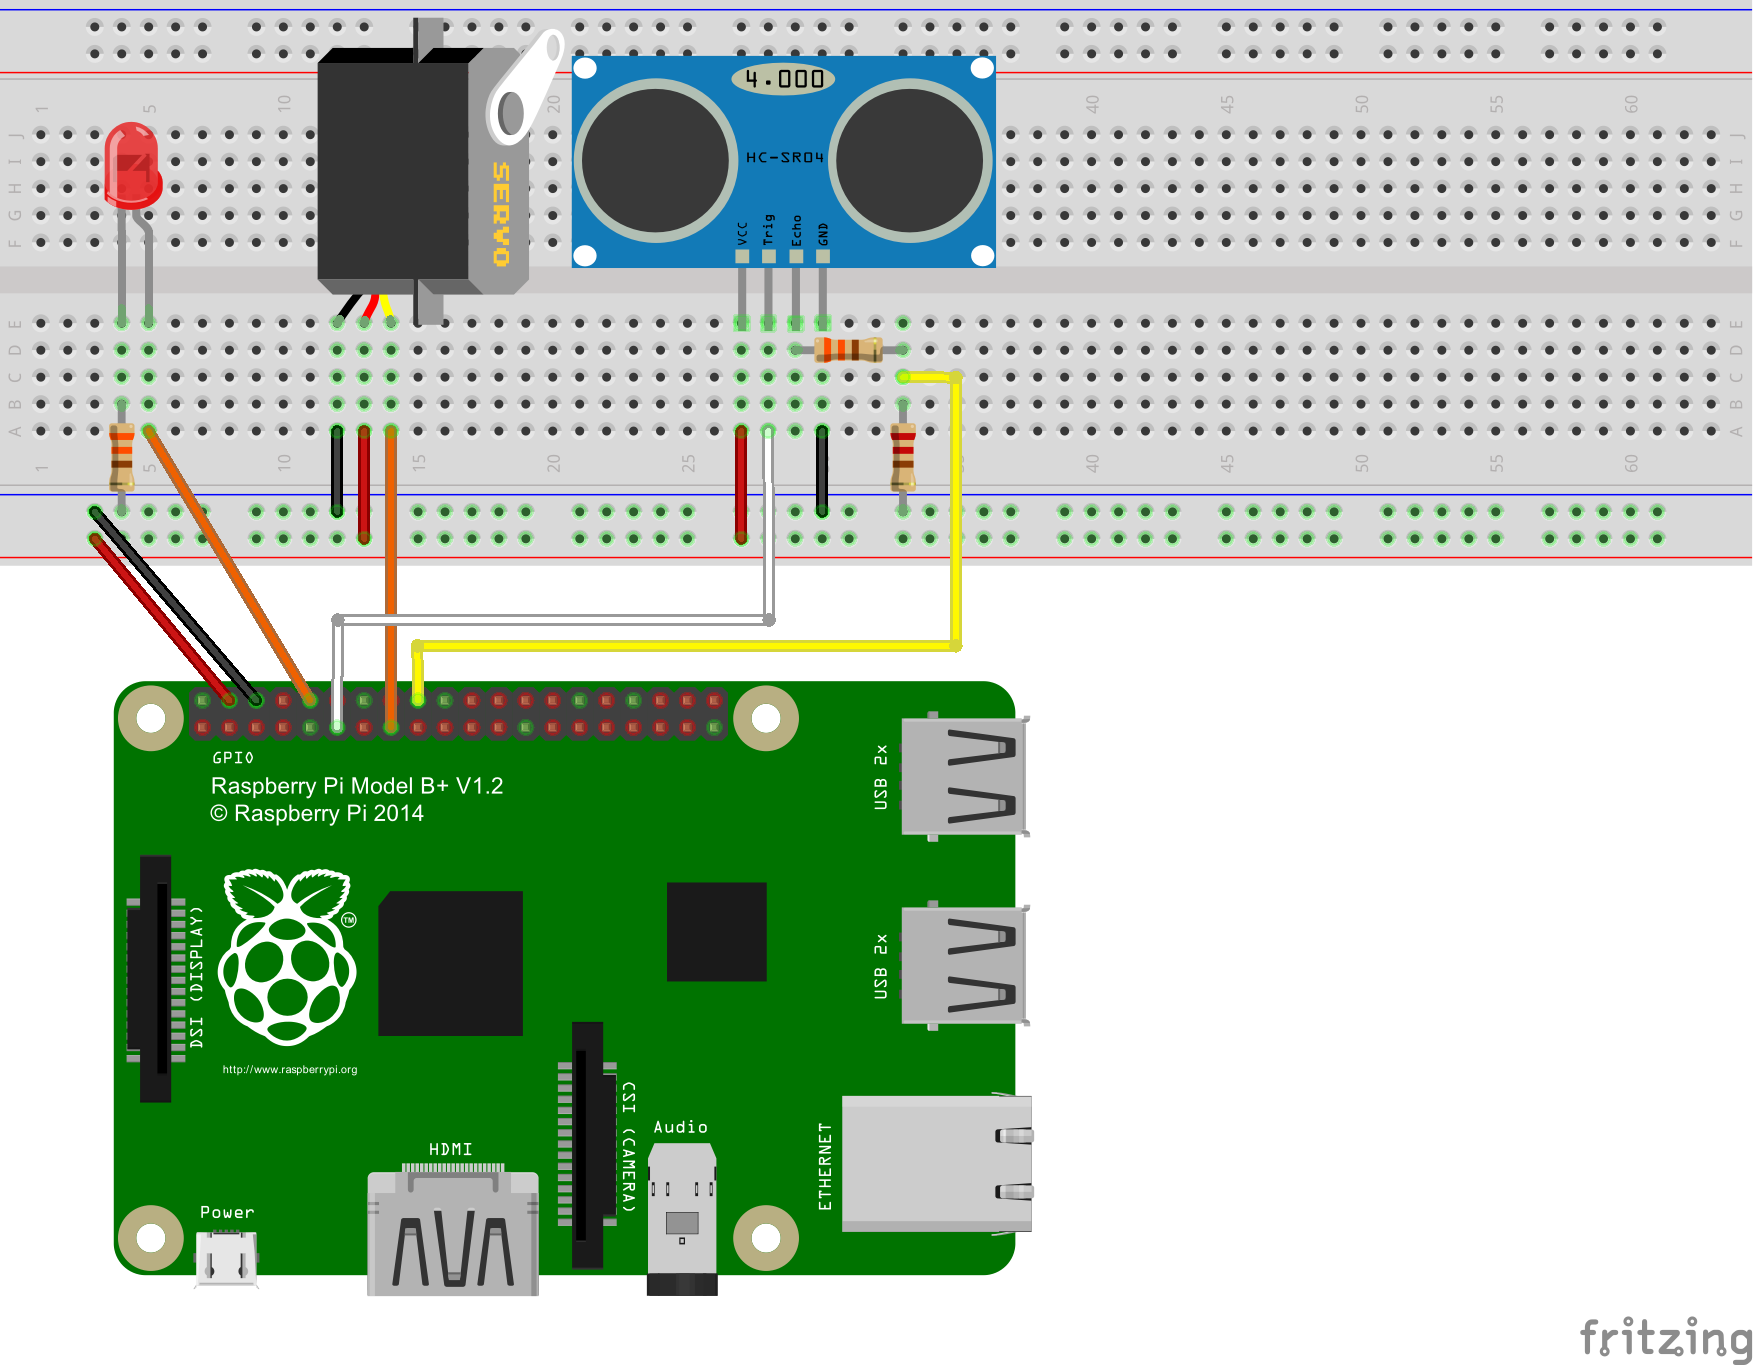 1 5 10 20 40 45 50 55 60
J J
I I
H H
G G
F F
4.000
HC-SR04
SERVO
VCC Trig Echo GND
E E
D D
C C
B B
A A
1 5 10 15 20 25 40 45 50 55 60
GPIO
Raspberry Pi Model B+ V1.2
© Raspberry Pi 2014
USB 2x
TM
DSI (DISPLAY)
USB 2x
http://www.raspberrypi.org
CSI (CAMERA)
Audio
ETHERNET
HDMI
Power
fritzing